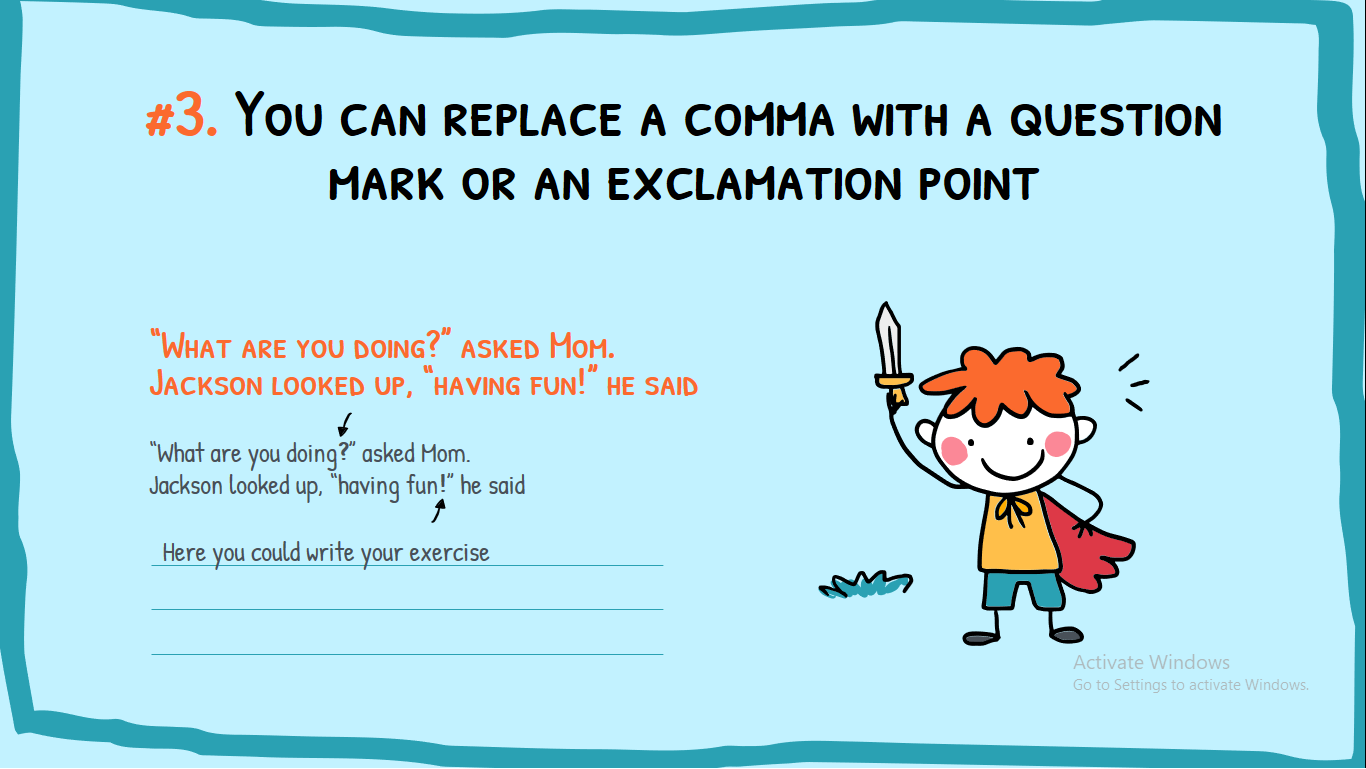 #3. You can replace a comma with a question
mark or an exclamation point
“What are you doing?” asked Mom.
Jackson looked up, “having fun!” he said
“What are you doing?” asked Mom.
Jackson looked up, “having fun!” he said
Here you could write your exercise
Activate Windows
Go to Settings to activate Windows.